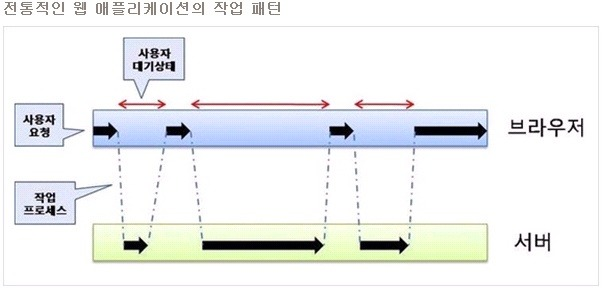 전통적인 웹 애플리케이션의 작업 패턴
사용자
대기상태
사용자
요청
브라우저
작업
프로세스
서버